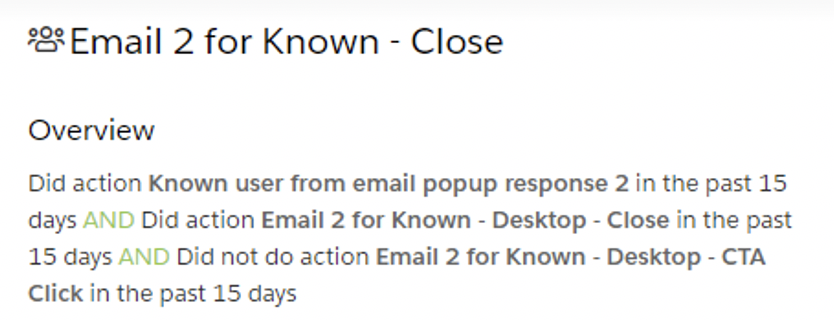 Email 2 for Known - Close
Overview
Did action Known user from email popup response 2 in the past 15
days AND Did action Email 2 for Known - Desktop - Close in the past
15 days AND Did not do action Email 2 for Known - Desktop - CTA
Click in the past 15 days